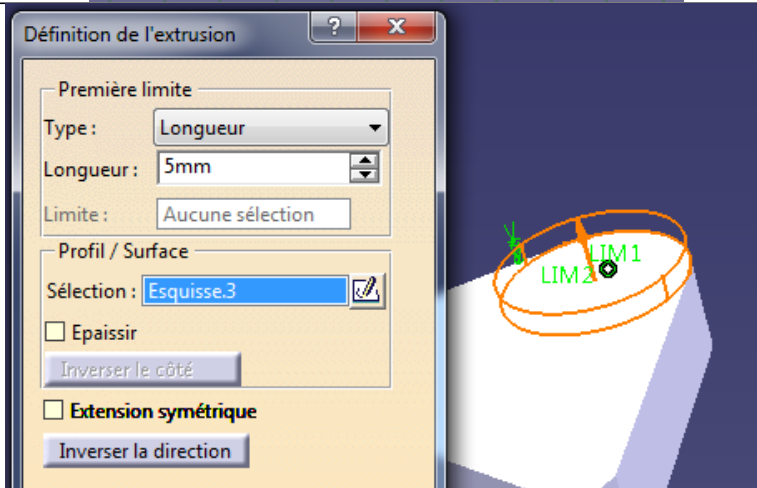 Définition de l'extrusion
?
X
Première limite
Type :
Longueur
Longueur :
5mm
Limite :
Aucune sélection
Profil / Surface
Sélection :
Esquisse.3
Epaissir
Inverser le côté
Extension symétrique
Inverser la direction
LIM1
LIM2